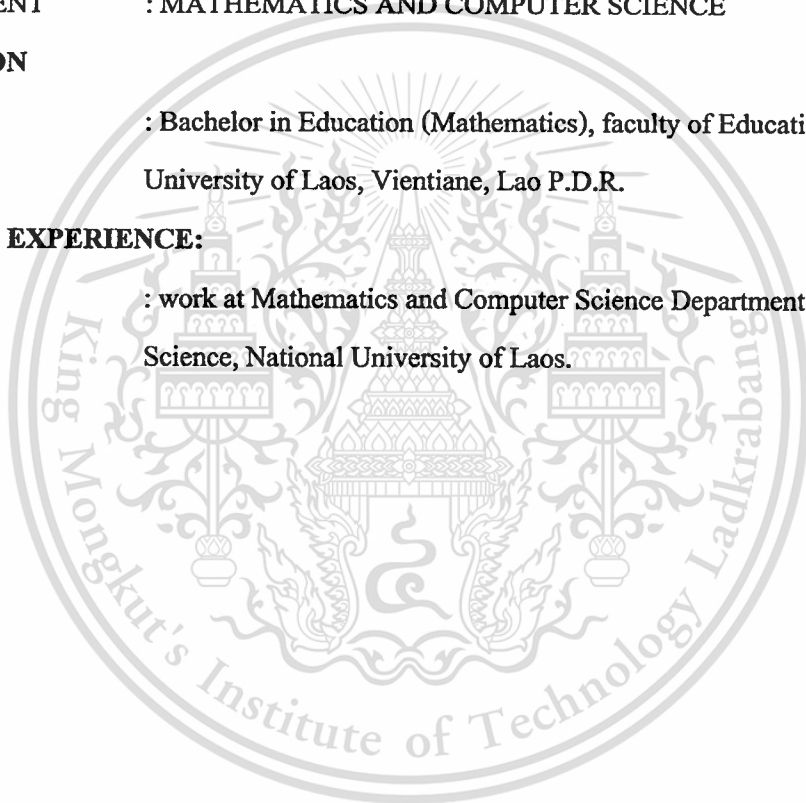 : MATHEMATICS AND COMPUTER SCIENCE
: Bachelor in Education (Mathematics), faculty of
University of Laos, Vientiane, Lao P.D.R.
EXPERIENCE:
: work at Mathematics and Computer Science Department
Science, National University of Laos.
King Mongkut's Institute of Technology Ladkrabang